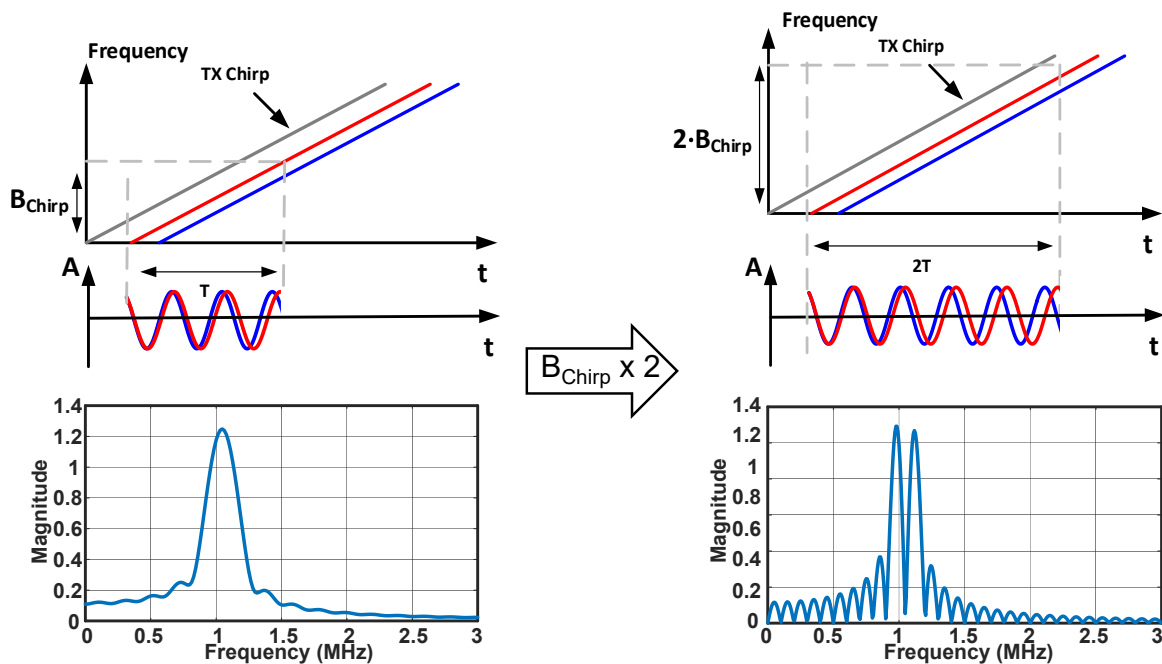 Frequency
TX Chirp
B_Chirp
t
A
T
t
B_Chirp x 2
Frequency
TX Chirp
2·B_Chirp
t
A
2T
t
Magnitude
1.4
1.2
1
0.8
0.6
0.4
0.2
0
0 0.5 1 1.5 2 2.5 3
Frequency (MHz)
Magnitude
1.4
1.2
1
0.8
0.6
0.4
0.2
0
0 0.5 1 1.5 2 2.5 3
Frequency (MHz)